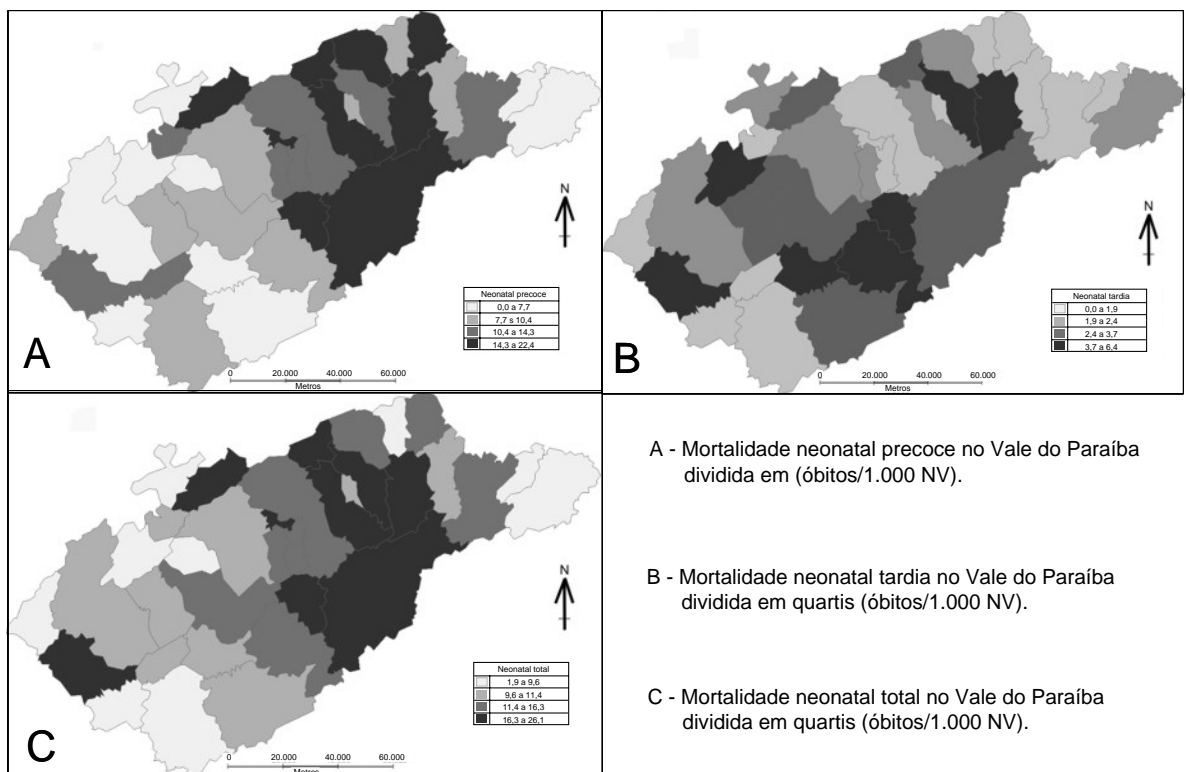 A
N
Neonatal precoce
0,0 a 7,7
7,7 s 10,4
10,4 a 14,3
14,3 a 22,4
0 20.000 40.000 60.000
Metros
B
N
Neonatal tardia
0,0 a 1,9
1,9 a 2,4
2,4 a 3,7
3,7 a 6,4
0 20.000 40.000 60.000
Metros
C
N
Neonatal total
1,9 a 9,6
9,6 a 11,4
11,4 a 16,3
16,3 a 26,1
0 20.000 40.000 60.000
Metros
A - Mortalidade neonatal precoce no Vale do Paraíba
dividida em (óbitos/1.000 NV).
B - Mortalidade neonatal tardia no Vale do Paraíba
dividida em quartis (óbitos/1.000 NV).
C - Mortalidade neonatal total no Vale do Paraíba
dividida em quartis (óbitos/1.000 NV).